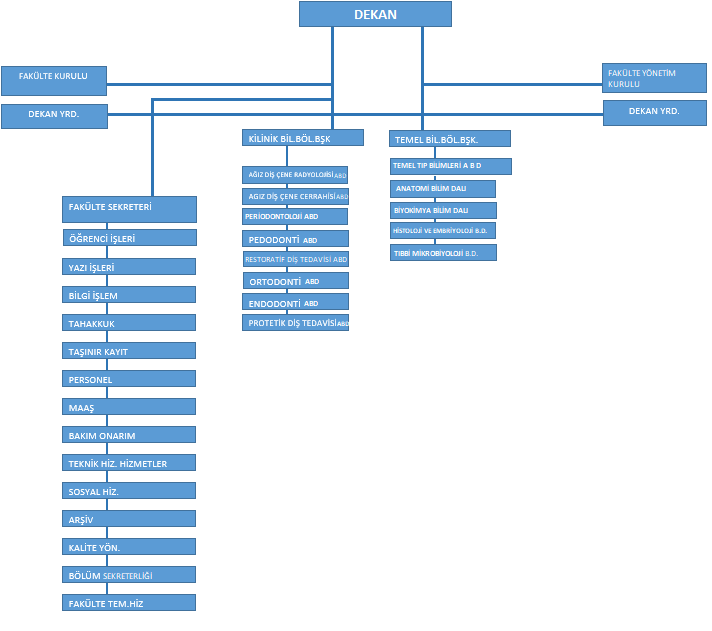 DEKAN
FAKÜLTE KURULU
FAKÜLTE YÖNETİM
KURULU
DEKAN YRD.
DEKAN YRD.
KİLİNİK BİL.BÖL.BŞK
AĞIZ DİŞ ÇENE RADYOLOJİSİ ABD
AGIZ DİŞ ÇENE CERRAHİSİ ABD
PERİODONTOLOJİ ABD
PEDODONTİ ABD
RESTORATİF DİŞ TEDAVİSİ ABD
ORTODONTİ ABD
ENDODONTİ ABD
PROTETİK DİŞ TEDAVİSİ ABD
TEMEL BİL.BÖL.BŞK.
TEMEL TIP BİLİMLERİ A B D
ANATOMİ BİLİM DALI
BİYOKİMYA BİLİM DALI
HİSTOLOJİ VE EMBRİYOLOJİ B.D.
TIBBİ MİKROBİYOLOJİ B.D.
FAKÜLTE SEKRETERİ
ÖĞRENCİ İŞLERİ
YAZI İŞLERİ
BİLGİ İŞLEM
TAHAKKUK
TAŞINIR KAYIT
PERSONEL
MAAŞ
BAKIM ONARIM
TEKNİK HİZ. HİZMETLER
SOSYAL HİZ.
ARŞİV
KALİTE YÖN.
BÖLÜM SEKRETERLİĞİ
FAKÜLTE TEM.HİZ